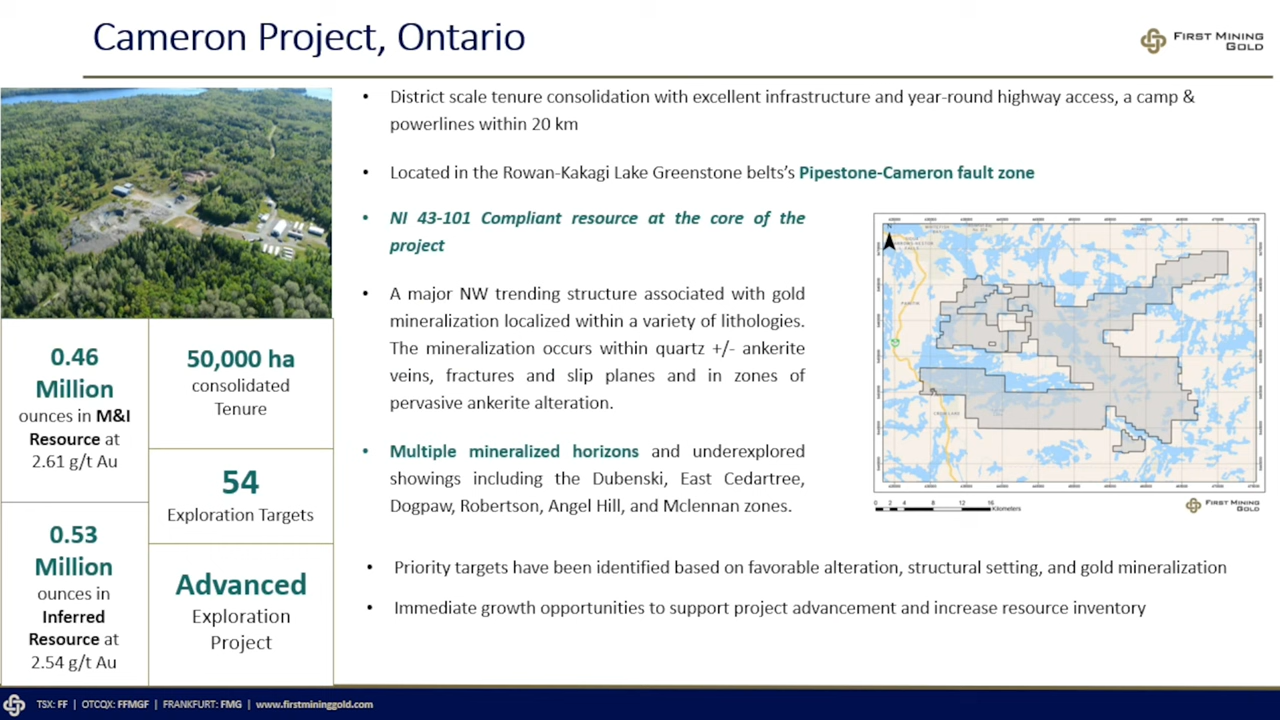 Cameron Project, Ontario
FIRST MINING
GOLD
• District scale tenure consolidation with excellent infrastructure and year-round highway access, a camp &
powerlines within 20 km
• Located in the Rowan-Kakagi Lake Greenstone belts's Pipestone-Cameron fault zone
• NI 43-101 Compliant resource at the core of the
project
• A major NW trending structure associated with gold
mineralization localized within a variety of lithologies.
The mineralization occurs within quartz +/- ankerite
veins, fractures and slip planes and in zones of
pervasive ankerite alteration.
• Multiple mineralized horizons and underexplored
showings including the Dubenski, East Cedartree,
Dogpaw, Robertson, Angel Hill, and Mclennan zones.
• Priority targets have been identified based on favorable alteration, structural setting, and gold mineralization
• Immediate growth opportunities to support project advancement and increase resource inventory
0.46
Million
ounces in M&I
Resource at
2.61 g/t Au
0.53
Million
ounces in
Inferred
Resource at
2.54 g/t Au
50,000 ha
consolidated
Tenure
54
Exploration Targets
Advanced
Exploration
Project
N
0 2 4 8 12 16
Kilometers
FIRST MINING
GOLD
TSX: FF | OTCQX: FFMGF | FRANKFURT: FMG | www.firstmininggold.com